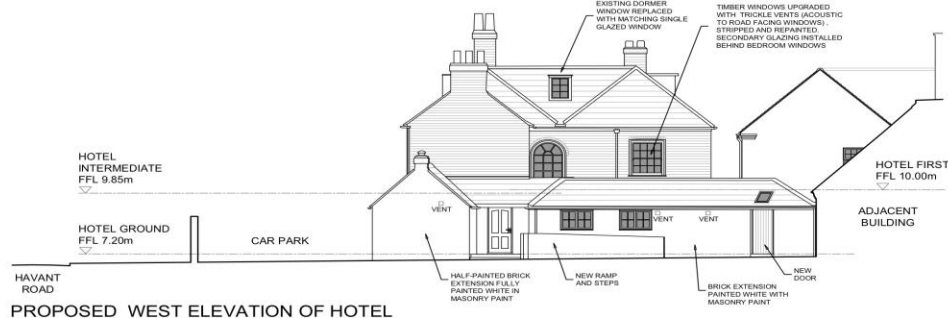 EXISTING DORMER
WINDOW REPLACED
WITH MATCHING SINGLE
GLAZED WINDOW
TIMBER WINDOWS UPGRADED
WITH TRICKLE VENTS (ACOUSTIC
TO ROAD FACING WINDOWS) ,
STRIPPED AND REPAINTED.
SECONDARY GLAZING INSTALLED
BEHIND BEDROOM WINDOWS
HOTEL
INTERMEDIATE
FFL 9.85m
HOTEL FIRST
FFL 10.00m
VENT
VENT
VENT
ADJACENT
BUILDING
HOTEL GROUND
FFL 7.20m
CAR PARK
HAVANT
ROAD
HALF-PAINTED BRICK
EXTENSION FULLY
PAINTED WHITE IN
MASONRY PAINT
NEW RAMP
AND STEPS
BRICK EXTENSION
PAINTED WHITE WITH
MASONRY PAINT
NEW
DOOR
PROPOSED WEST ELEVATION OF HOTEL